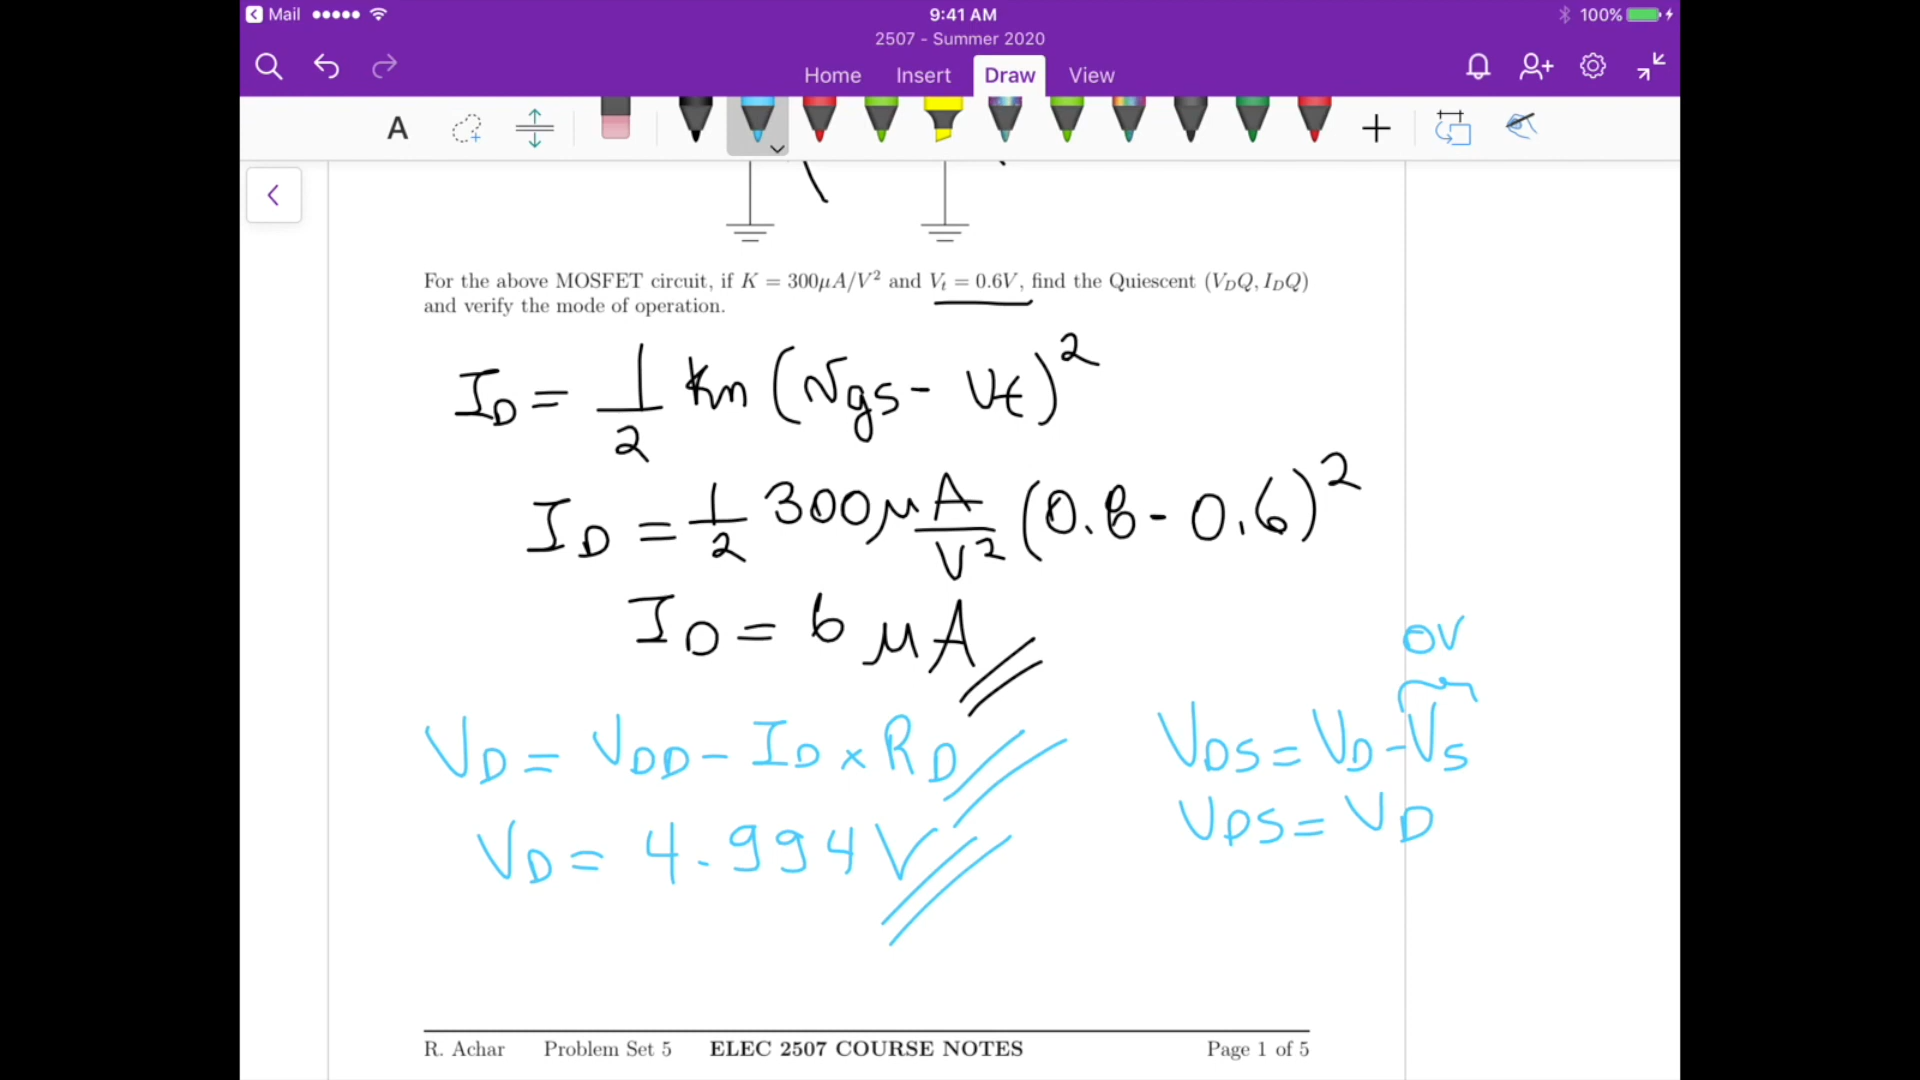 Mail
9:41 AM
100%
2507 - Summer 2020
Home Insert Draw View
A
For the above MOSFET circuit, if K = 300μA/V² and Vt = 0.6V, find the Quiescent (VDQ, IDQ)
and verify the mode of operation.
ID = 1/2 Kn (Vgs - Vt)²
ID = 1/2 300μA/V² (0.8 - 0.6)²
ID = 6 μA
0V
VD = VDD - ID × RD
VDS = VD - VS
VDS = VD
VD = 4.994V
R. Achar Problem Set 5 ELEC 2507 COURSE NOTES Page 1 of 5